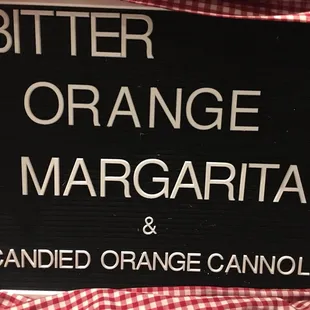 BITTER
ORANGE
MARGARITA
&
CANDIED ORANGE CANNOL